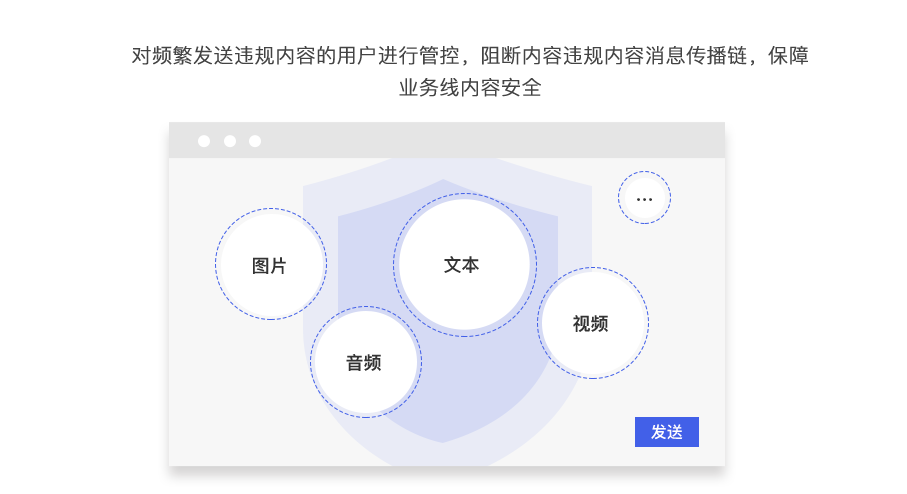 对频繁发送违规内容的用户进行管控，阻断内容违规内容消息传播链，保障
业务线内容安全
...
图片
文本
视频
音频
发送